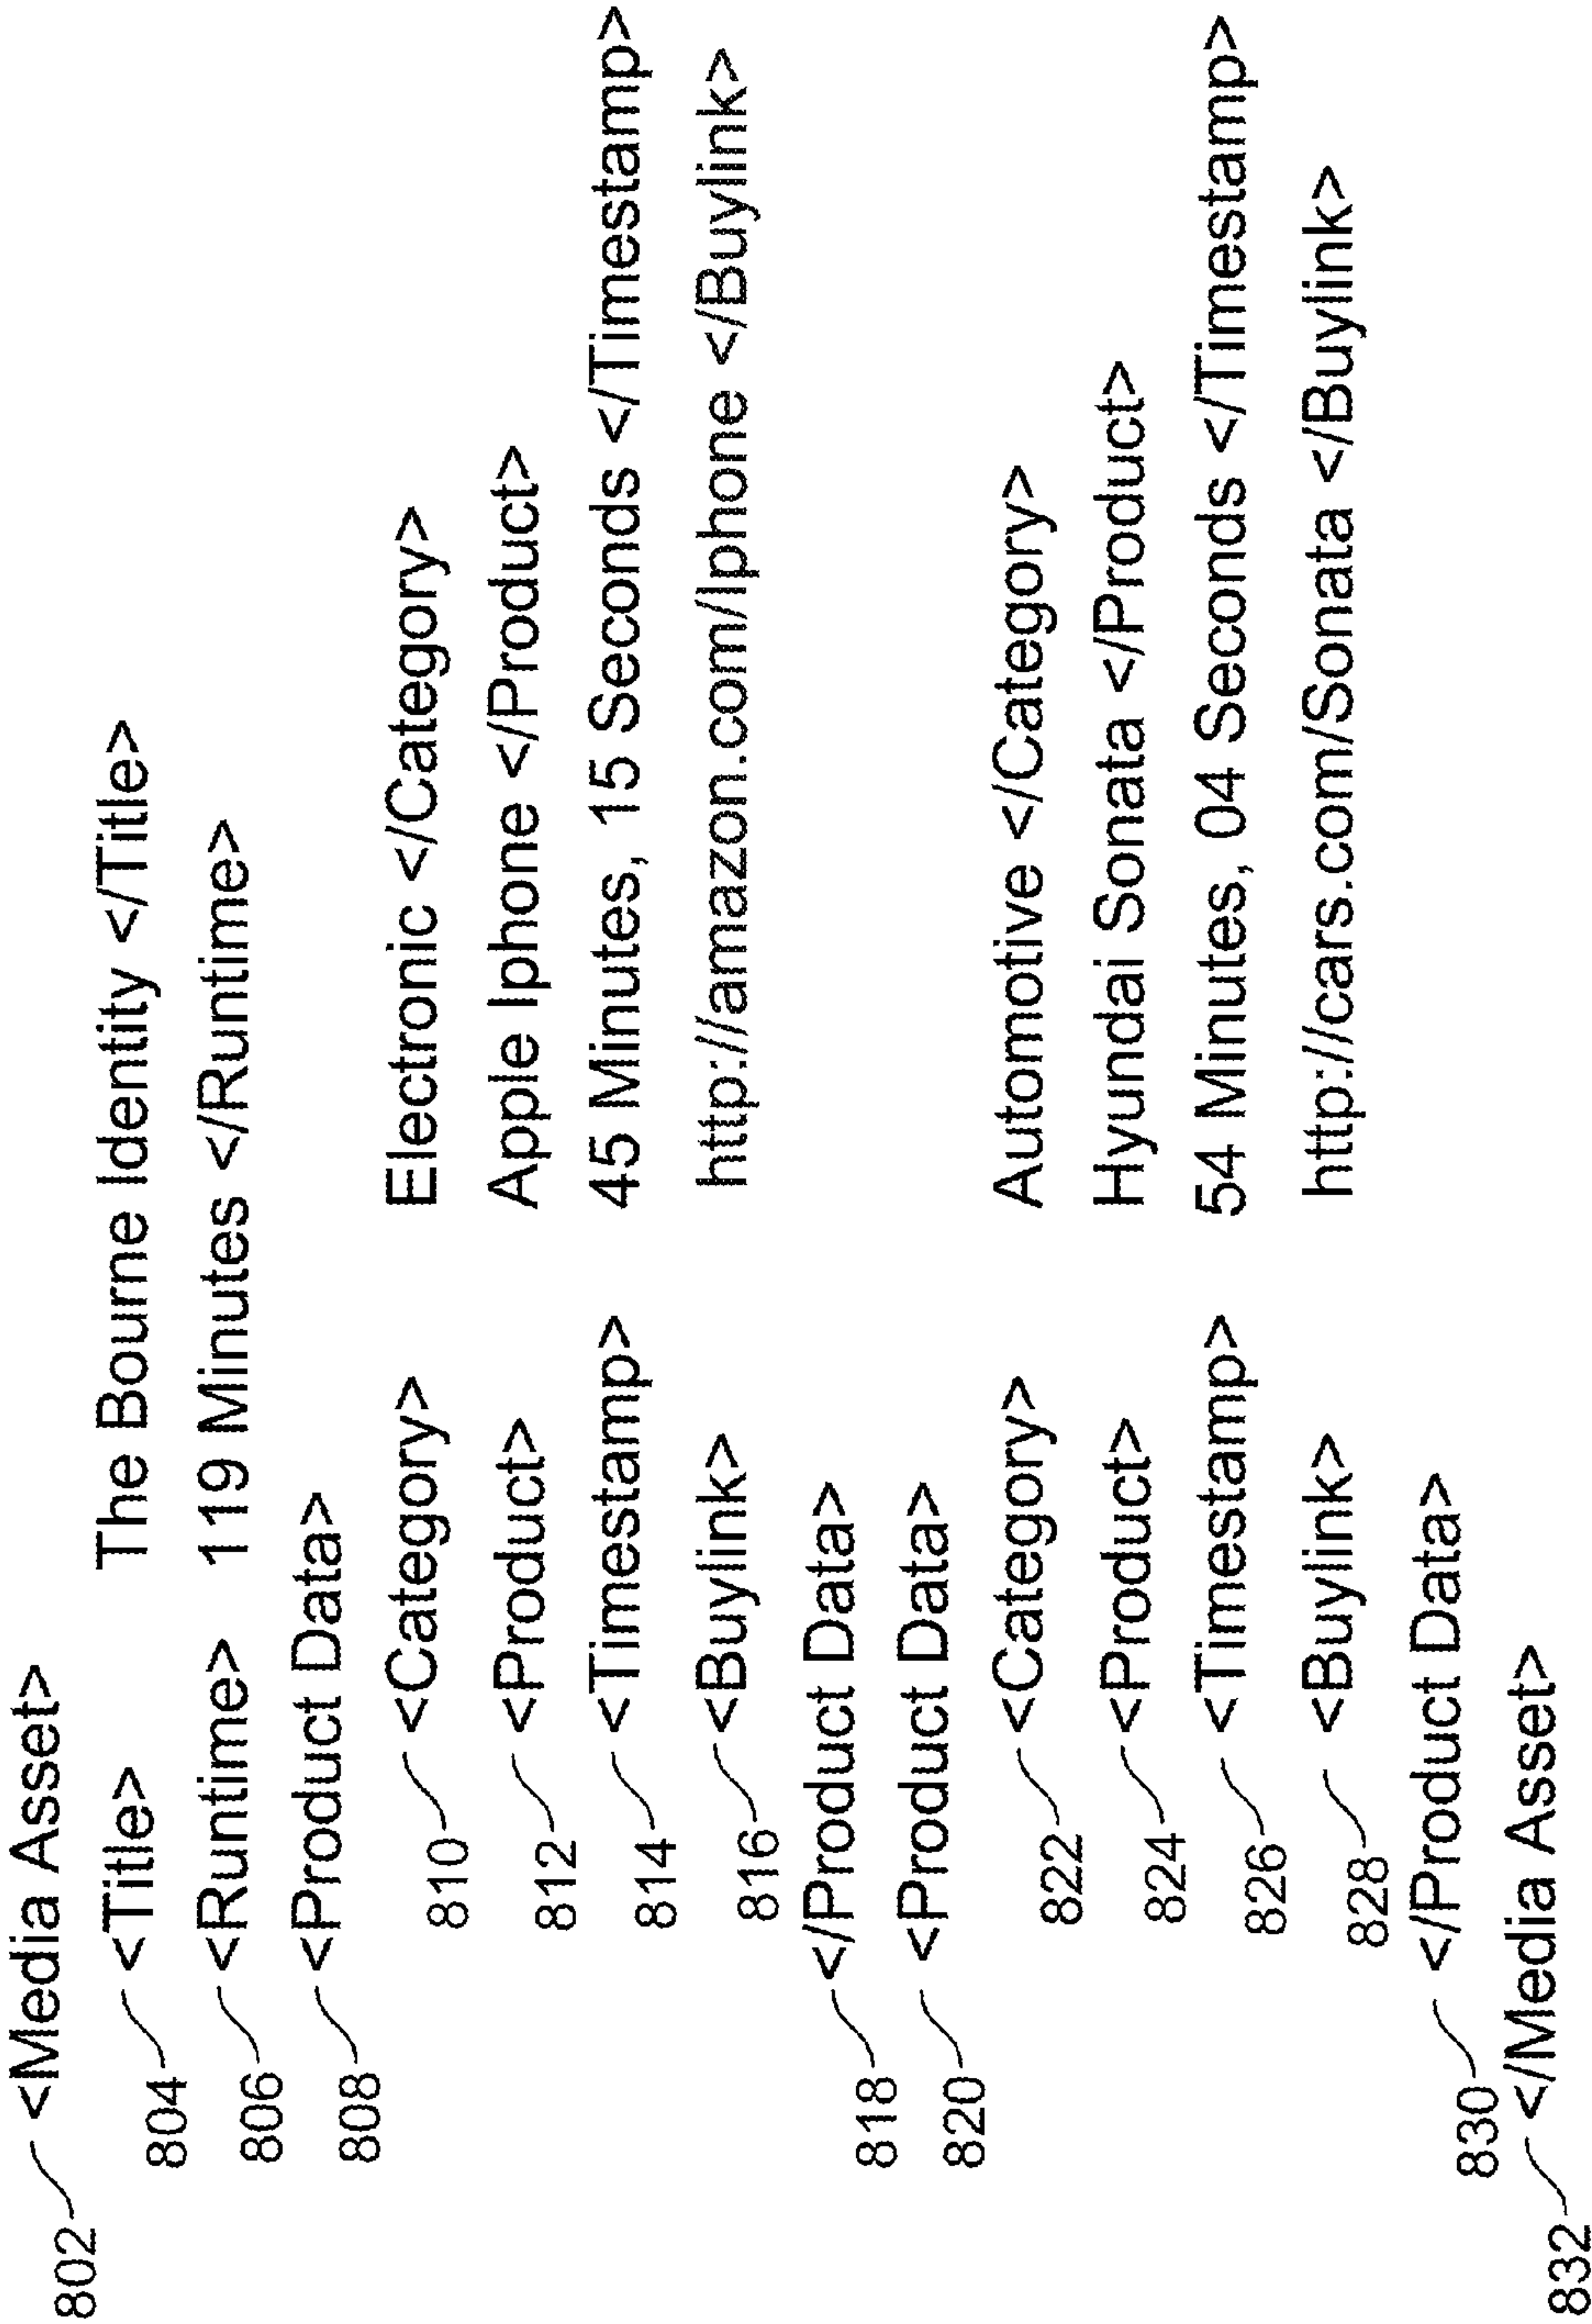 802 <Media Asset>
804 <Title> The Bourne Identity </Title>
806 <Runtime> 119 Minutes </Runtime>
808 <Product Data>
810 <Category> Electronic </Category>
812 <Product> Apple Iphone </Product>
814 <Timestamp> 45 Minutes, 15 Seconds </Timestamp>
816 <Buylink> http://amazon.com/Iphone </Buylink>
818 </Product Data>
820 <Product Data>
822 <Category> Automotive </Category>
824 <Product> Hyundai Sonata </Product>
826 <Timestamp> 54 Minutes, 04 Seconds </Timestamp>
828 <Buylink> http://cars.com/Sonata </Buylink>
830 </Product Data>
832 </Media Asset>